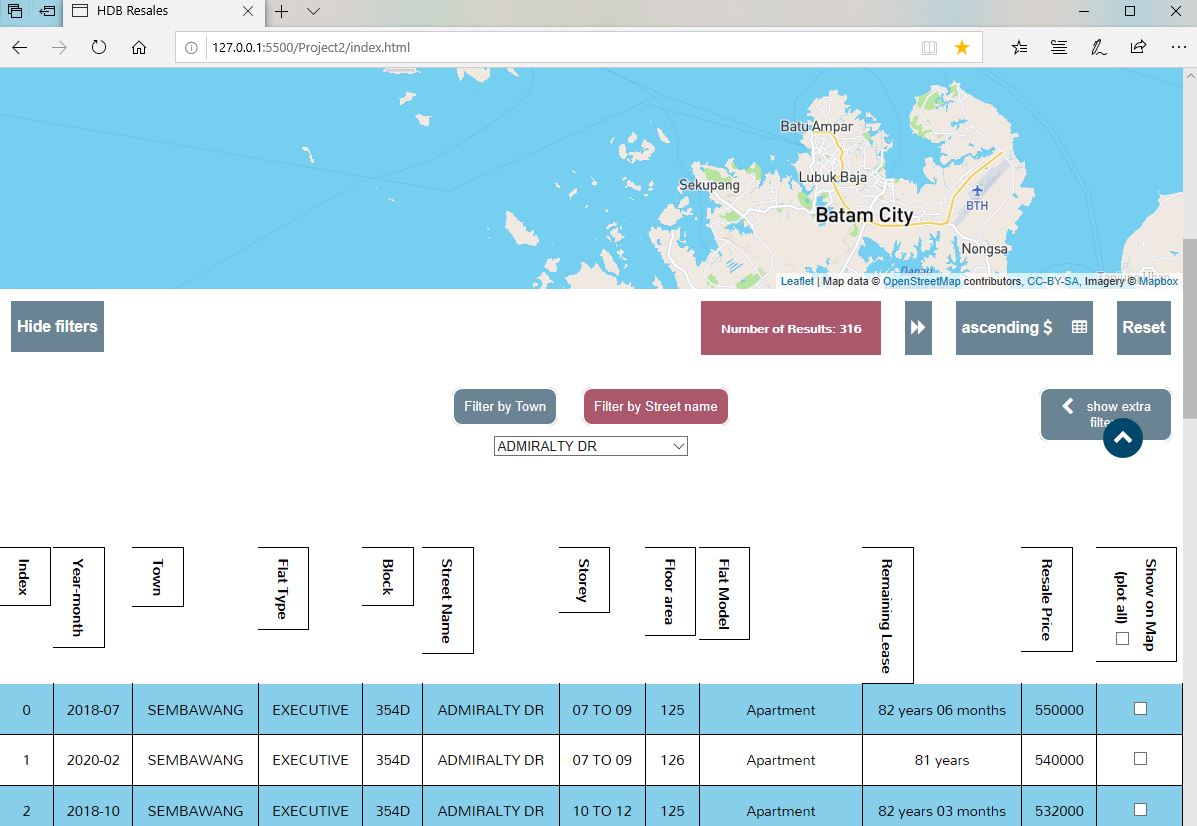 HDB Resales
127.0.0.1:5500/Project2/index.html
Batu Ampar
Lubuk Baja
Sekupang
BTH
Batam City
Nongsa
Danau
Leaflet | Map data © OpenStreetMap contributors, CC-BY-SA, Imagery © Mapbox
Hide filters
Number of Results: 316
ascending $
Reset
Filter by Town
Filter by Street name
show extra
filte
ADMIRALTY DR
Index
Year-month
Town
Flat Type
Block
Street Name
Storey
Floor area
Flat Model
Remaining Lease
Resale Price
Show on Map
(plot all)
0 2018-07 SEMBAWANG EXECUTIVE 354D ADMIRALTY DR 07 TO 09 125 Apartment 82 years 06 months 550000
1 2020-02 SEMBAWANG EXECUTIVE 354D ADMIRALTY DR 07 TO 09 126 Apartment 81 years 540000
2 2018-10 SEMBAWANG EXECUTIVE 354D ADMIRALTY DR 10 TO 12 125 Apartment 82 years 03 months 532000